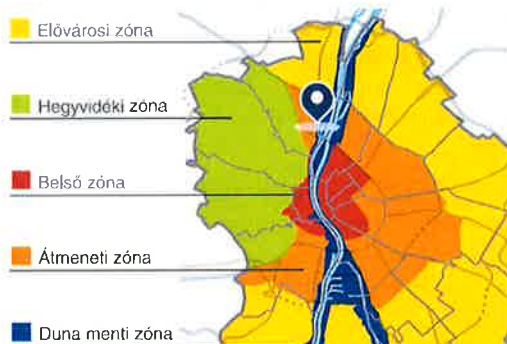 Elővárosi zóna
Hegyvidéki zóna
Belső zóna
Átmeneti zóna
Duna menti zóna